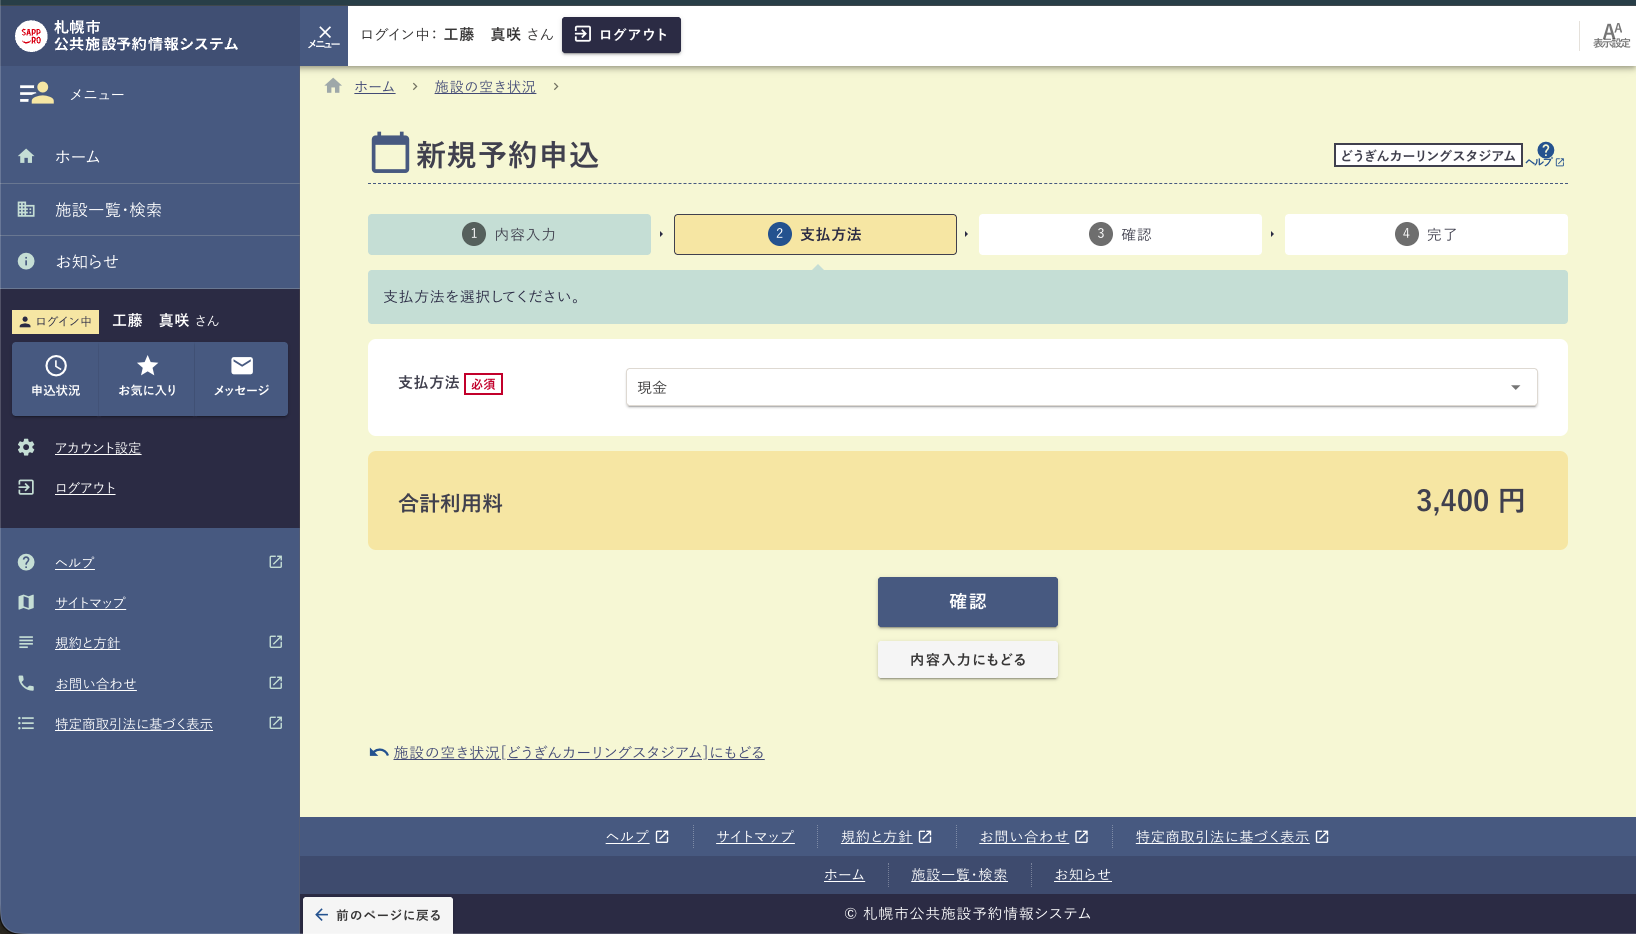 SAPP
RO
札幌市
公共施設予約情報システム
メニュー
ログイン中: 工藤　真咲 さん
ログアウト
AA
表示設定
メニュー
ホーム
施設一覧・検索
お知らせ
ログイン中 工藤　真咲 さん
申込状況
お気に入り
メッセージ
アカウント設定
ログアウト
ヘルプ
サイトマップ
規約と方針
お問い合わせ
特定商取引法に基づく表示
ホーム > 施設の空き状況 >
新規予約申込
どうぎんカーリングスタジアム
ヘルプ
1 内容入力
2 支払方法
3 確認
4 完了
支払方法を選択してください。
支払方法 必須
現金
合計利用料
3,400 円
確認
内容入力にもどる
施設の空き状況[どうぎんカーリングスタジアム]にもどる
ヘルプ
サイトマップ
規約と方針
お問い合わせ
特定商取引法に基づく表示
ホーム
施設一覧・検索
お知らせ
前のページに戻る
© 札幌市公共施設予約情報システム